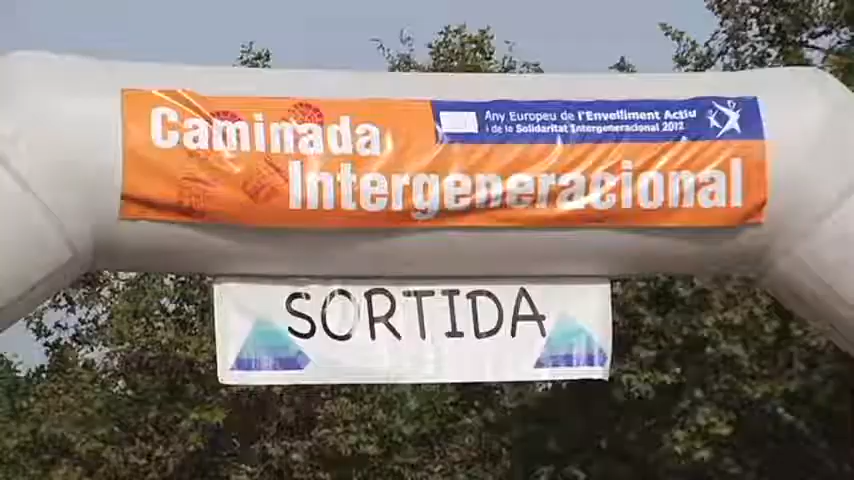 Caminada
Intergeneracional
Any Europeu de l'Envelliment Actiu
i de la Solidaritat Intergeneracional 2012
SORTIDA